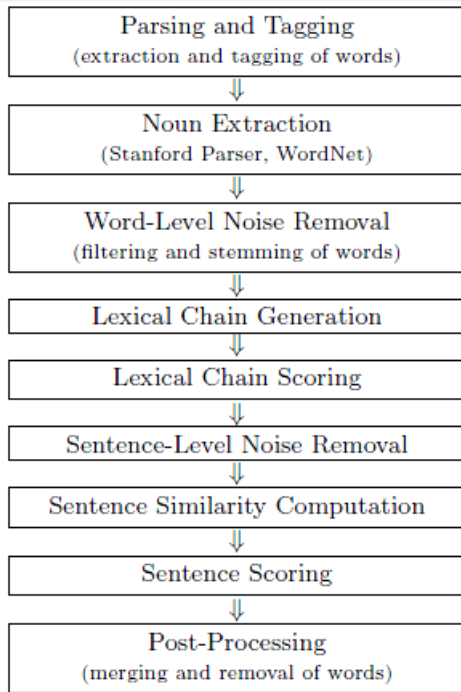 Parsing and Tagging
(extraction and tagging of words)
⇓
Noun Extraction
(Stanford Parser, WordNet)
⇓
Word-Level Noise Removal
(filtering and stemming of words)
⇓
Lexical Chain Generation
⇓
Lexical Chain Scoring
⇓
Sentence-Level Noise Removal
⇓
Sentence Similarity Computation
⇓
Sentence Scoring
⇓
Post-Processing
(merging and removal of words)